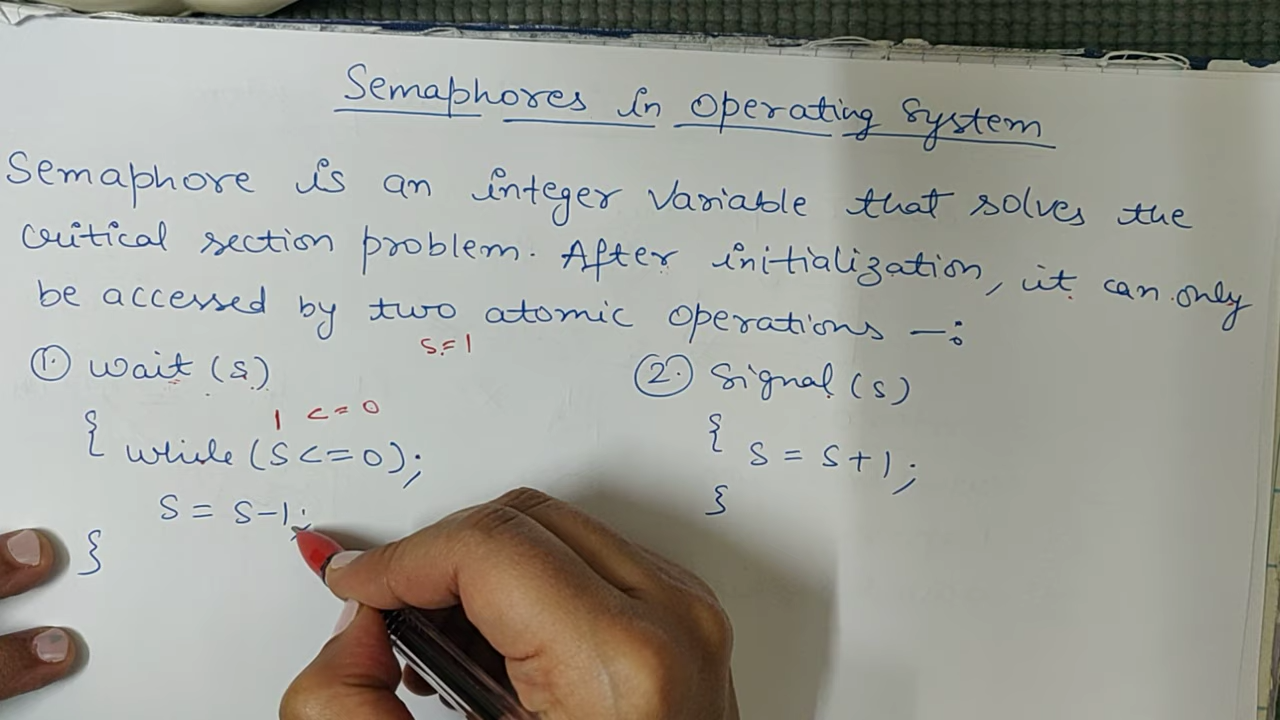 Semaphores in Operating System
Semaphore is an integer variable that solves the
critical section problem. After initialization, it can only
be accessed by two atomic operations –:
S=1
① wait (s)
{
1 <= 0
while (S<=0);
S = S-1;
}
② Signal (s)
{
S = S+1;
}